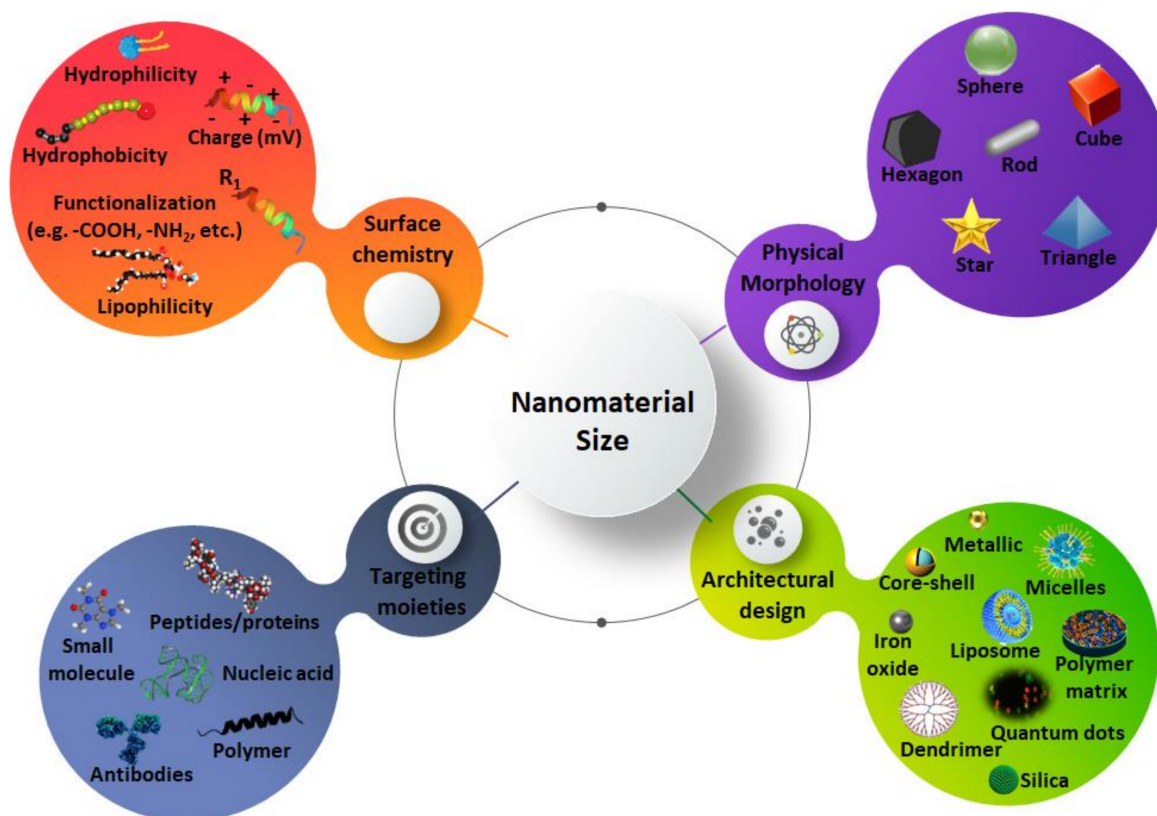 Hydrophilicity
+ - +
- + -
Charge (mV)
Hydrophobicity
R₁
Functionalization
(e.g. -COOH, -NH₂, etc.)
Lipophilicity
Surface
chemistry
Sphere
Cube
Hexagon
Rod
Star
Triangle
Physical
Morphology
Nanomaterial
Size
Targeting
moieties
Peptides/proteins
Small
molecule
Nucleic acid
Polymer
Antibodies
Architectural
design
Metallic
Core-shell
Micelles
Iron
oxide
Liposome
Polymer
matrix
Quantum dots
Dendrimer
Silica